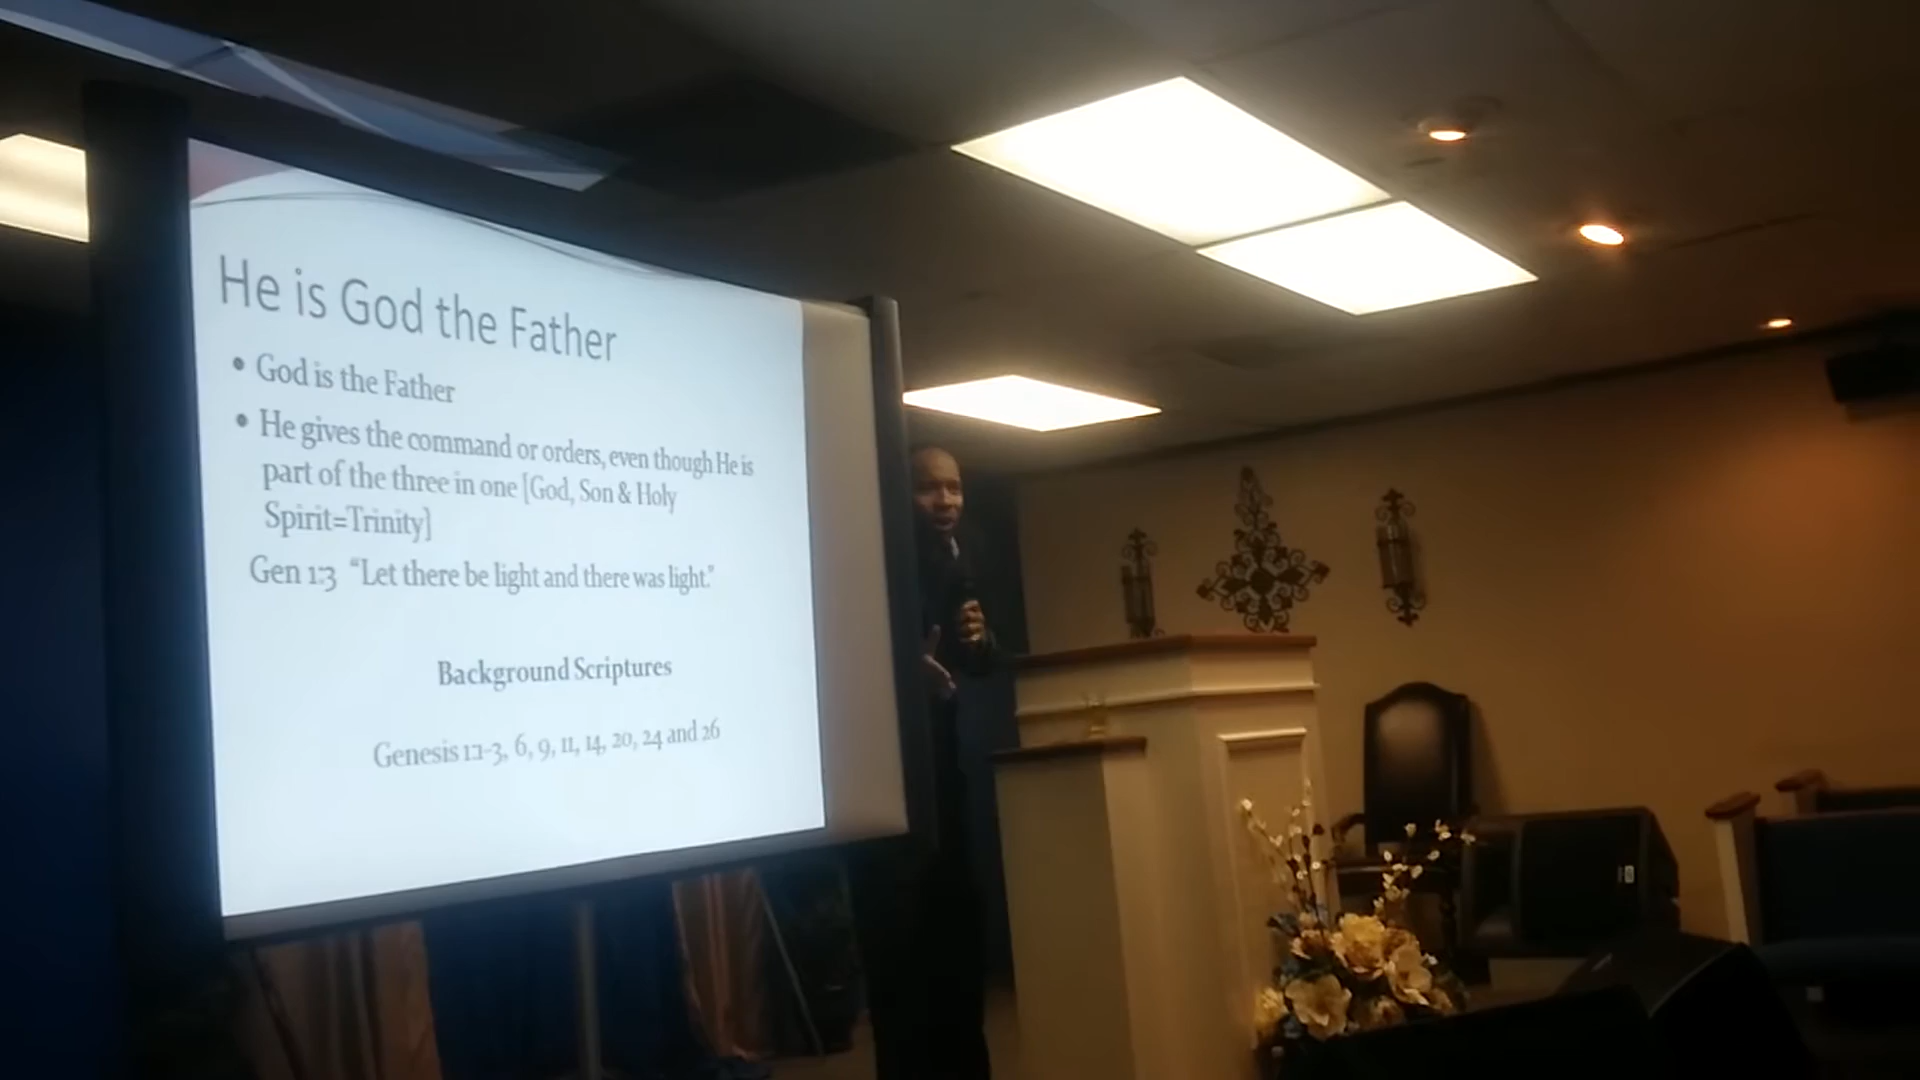 He is God the Father
• God is the Father
• He gives the command or orders, even though He is
part of the three in one [God, Son & Holy
Spirit=Trinity]
Gen 1:3 “Let there be light and there was light.”
Background Scriptures
Genesis 1:1-3, 6, 9, 11, 14, 20, 24 and 26